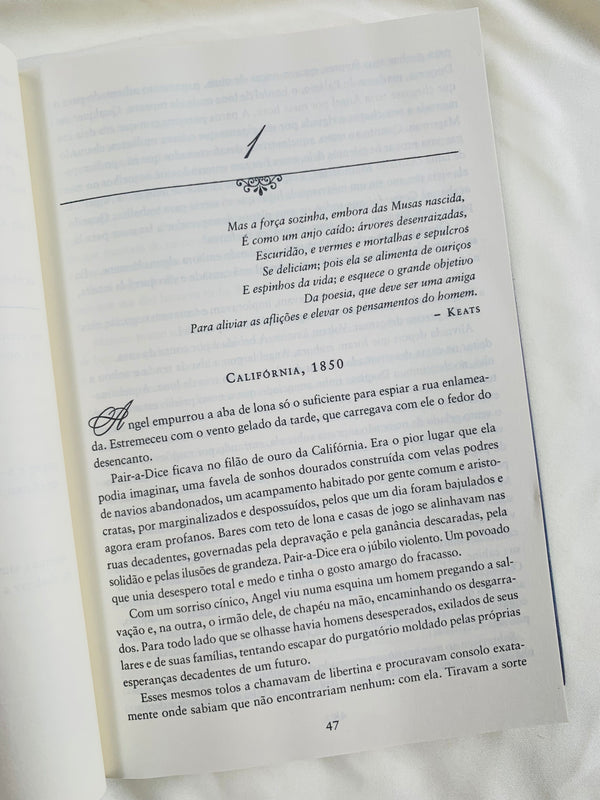 1
Mas a força sozinha, embora das Musas nascida,
É como um anjo caído: árvores desenraizadas,
Escuridão, e vermes e mortalhas e sepulcros
Se deliciam; pois ela se alimenta de ouriços
E espinhos da vida; e esquece o grande objetivo
Da poesia, que deve ser uma amiga
Para aliviar as aflições e elevar os pensamentos do homem.
– Keats
Califórnia, 1850
Angel empurrou a aba de lona só o suficiente para espiar a rua enlamea-
da. Estremeceu com o vento gelado da tarde, que carregava com ele o fedor do
desencanto.
Pair-a-Dice ficava no filão de ouro da Califórnia. Era o pior lugar que ela
podia imaginar, uma favela de sonhos dourados construída com velas podres
de navios abandonados, um acampamento habitado por gente comum e aristo-
cratas, por marginalizados e despossuídos, pelos que um dia foram bajulados e
agora eram profanos. Bares com teto de lona e casas de jogo se alinhavam nas
ruas decadentes, governadas pela depravação e pela ganância descaradas, pela
solidão e pelas ilusões de grandeza. Pair-a-Dice era o júbilo violento. Um povoado
que unia desespero total e medo e tinha o gosto amargo do fracasso.
Com um sorriso cínico, Angel viu numa esquina um homem pregando a sal-
vação e, na outra, o irmão dele, de chapéu na mão, encaminhando os desgarra-
dos. Para todo lado que se olhasse havia homens desesperados, exilados de seus
lares e de suas famílias, tentando escapar do purgatório moldado pelas próprias
esperanças decadentes de um futuro.
Esses mesmos tolos a chamavam de libertina e procuravam consolo exata-
mente onde sabiam que não encontrariam nenhum: com ela. Tiravam a sorte
47